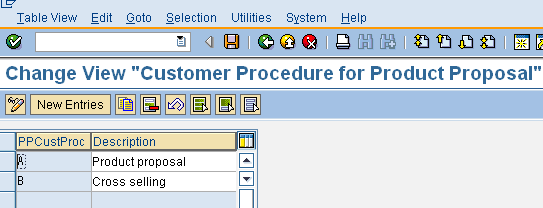 Table View Edit Goto Selection Utilities System Help
Change View "Customer Procedure for Product Proposal"
New Entries
PPCustProc Description
A Product proposal
B Cross selling